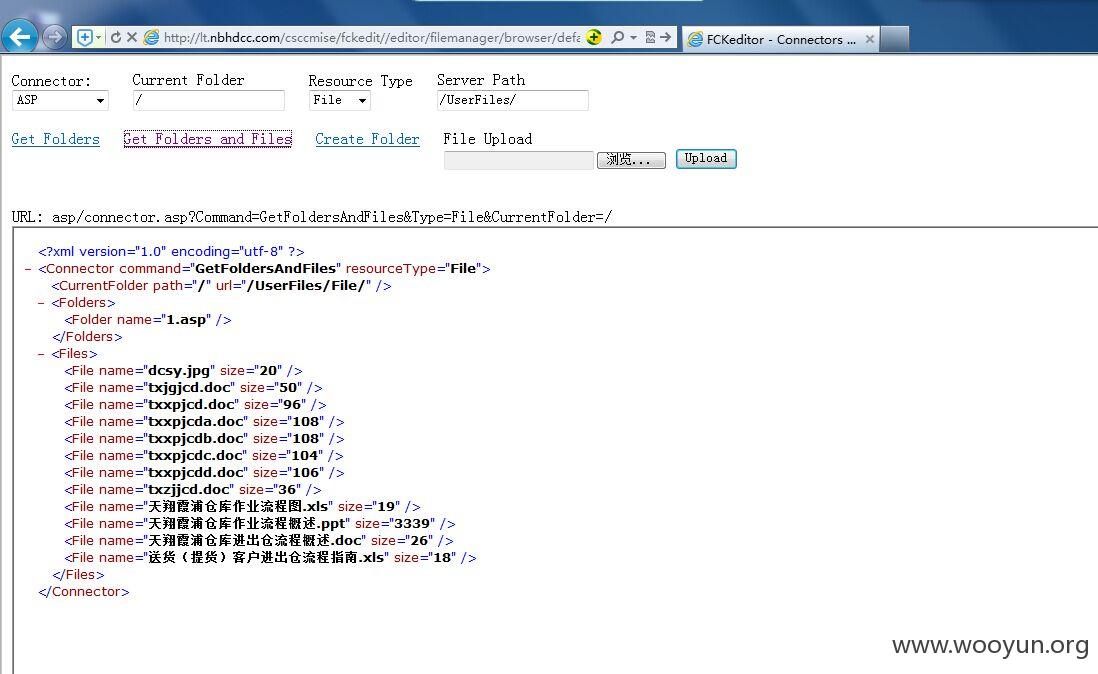 http://lt.nbhdcc.com/csccmise/fckedit//editor/filemanager/browser/defa
FCKeditor - Connectors ...
Connector: Current Folder Resource Type Server Path
ASP / File /UserFiles/
Get Folders Get Folders and Files Create Folder File Upload
浏览... Upload
URL: asp/connector.asp?Command=GetFoldersAndFiles&Type=File&CurrentFolder=/
<?xml version="1.0" encoding="utf-8" ?>
- <Connector command="GetFoldersAndFiles" resourceType="File">
<CurrentFolder path="/" url="/UserFiles/File/" />
- <Folders>
<Folder name="1.asp" />
</Folders>
- <Files>
<File name="dcsy.jpg" size="20" />
<File name="txjgjcd.doc" size="50" />
<File name="txxpjcd.doc" size="96" />
<File name="txxpjcda.doc" size="108" />
<File name="txxpjcdb.doc" size="108" />
<File name="txxpjcdc.doc" size="104" />
<File name="txxpjcdd.doc" size="106" />
<File name="txzjjcd.doc" size="36" />
<File name="天翔霞浦仓库作业流程图.xls" size="19" />
<File name="天翔霞浦仓库作业流程概述.ppt" size="3339" />
<File name="天翔霞浦仓库进出仓流程概述.doc" size="26" />
<File name="送货（提货）客户进出仓流程指南.xls" size="18" />
</Files>
</Connector>
www.wooyun.org